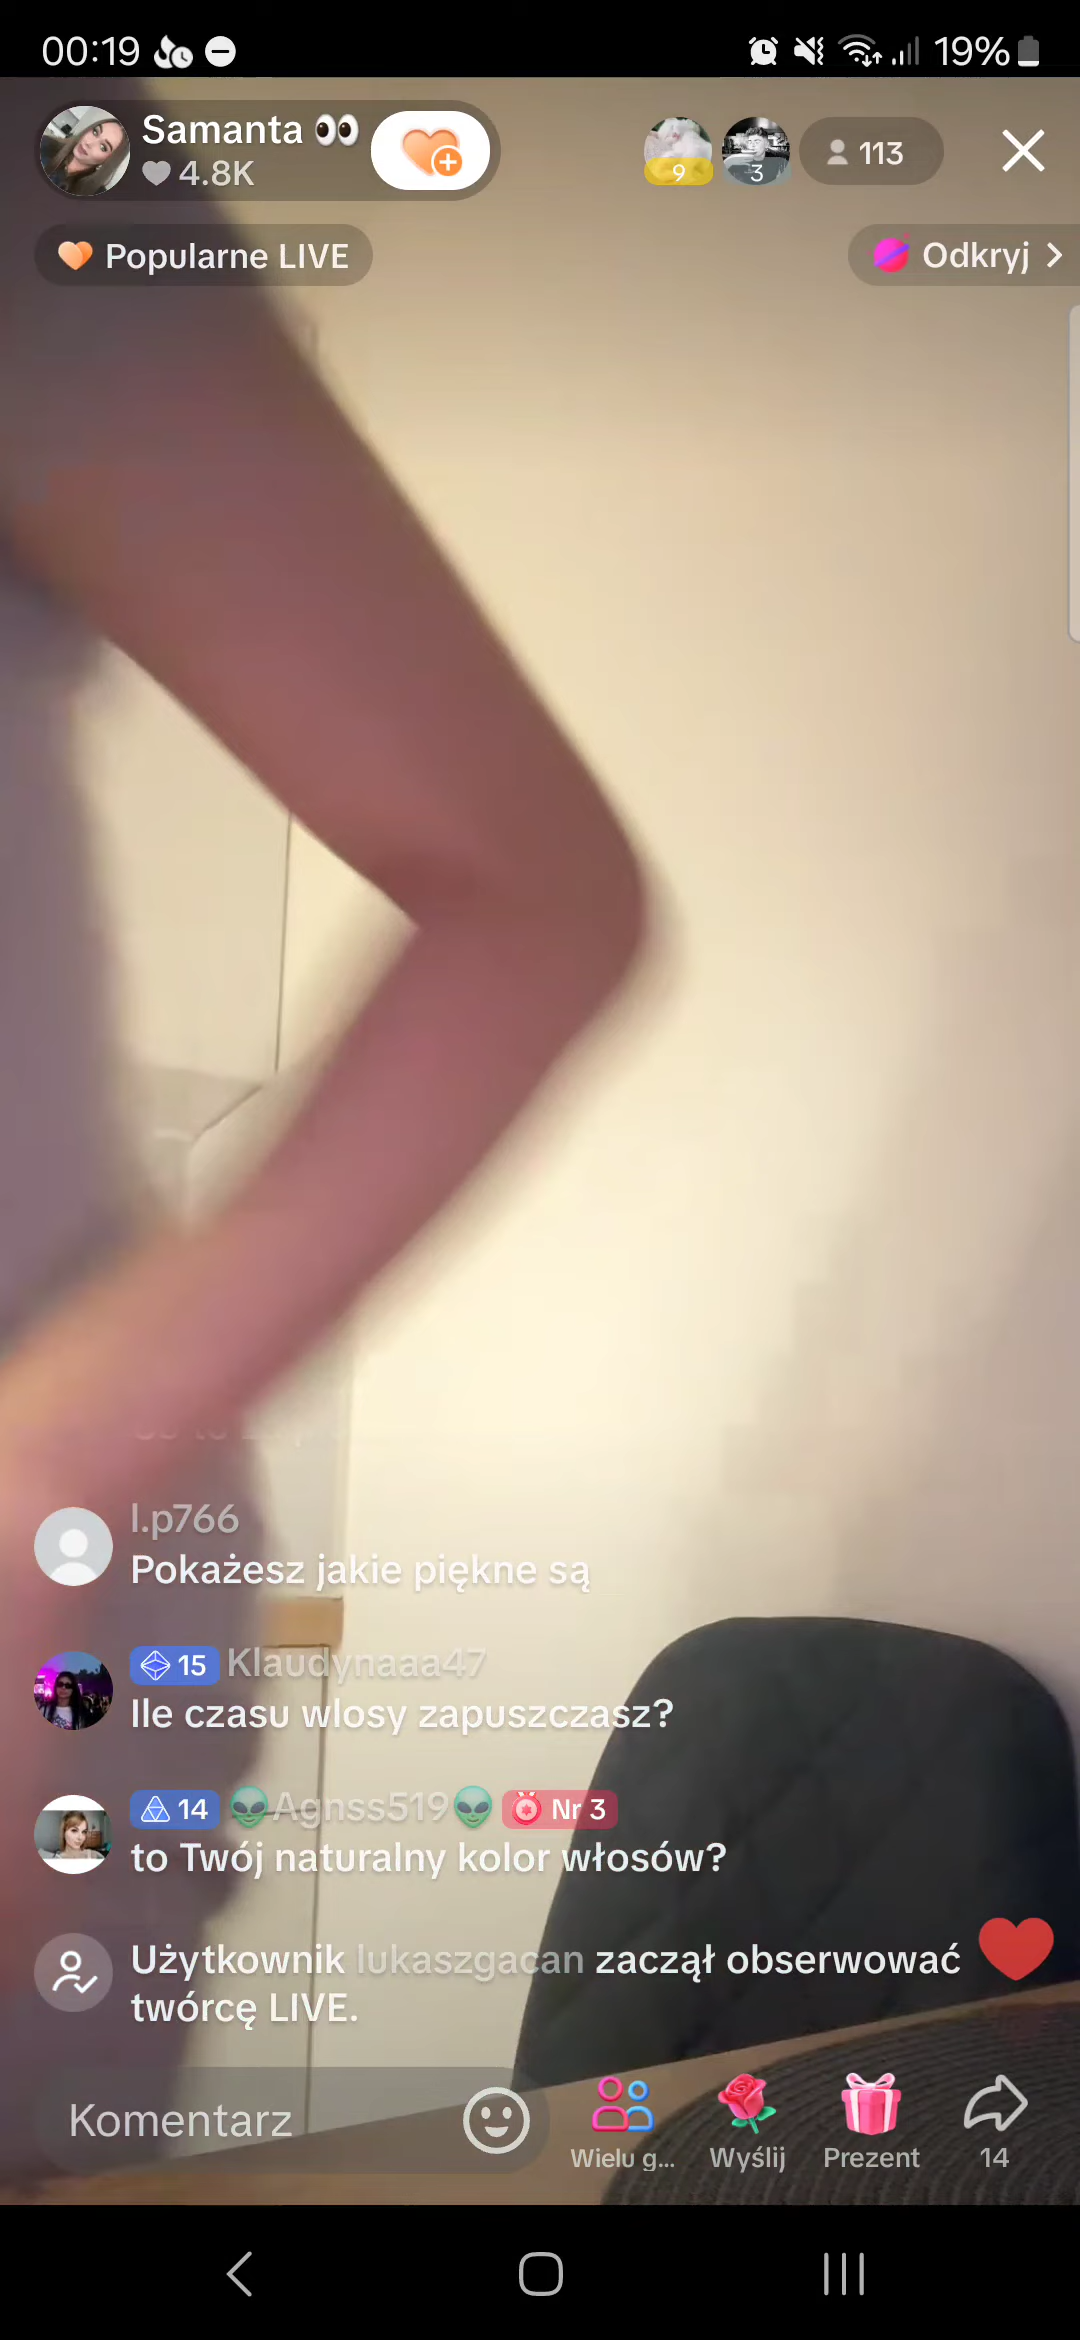 00:19
19%
Samanta 👀
4.8K
9
3
113
Popularne LIVE
Odkryj
l.p766
Pokażesz jakie piękne są
15 Klaudynaaa47
Ile czasu wlosy zapuszczasz?
14 👽Agnss519👽 Nr 3
to Twój naturalny kolor włosów?
Użytkownik lukaszgacan zaczął obserwować
twórcę LIVE.
Komentarz
Wielu g...
Wyślij
Prezent
14